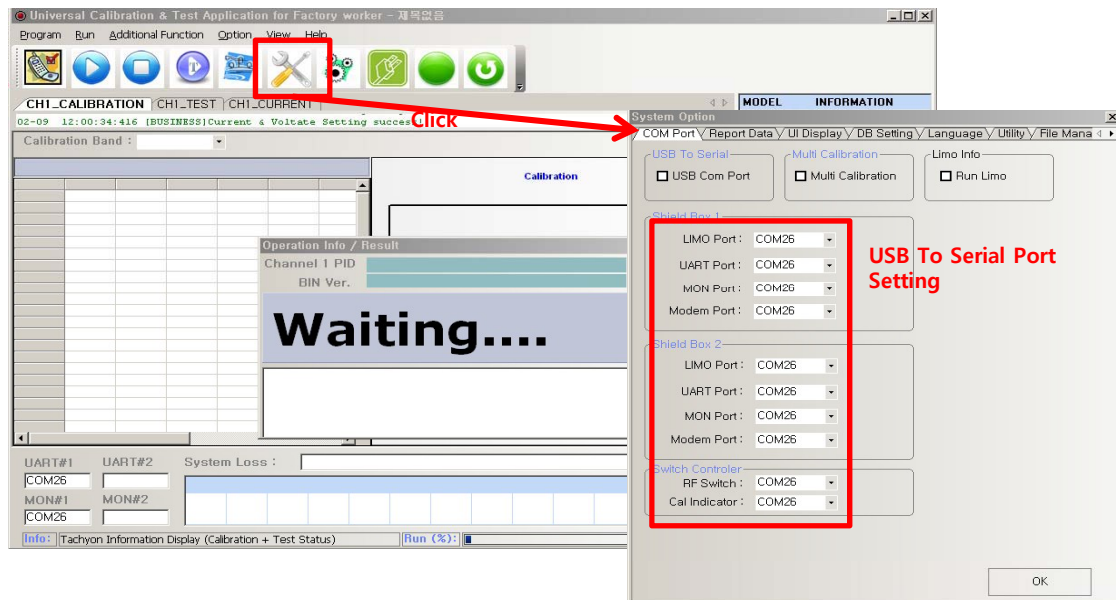 Universal Calibration & Test Application for Factory worker - 제목없음
Program Run Additional Function Option View Help
CH1_CALIBRATION CH1_TEST CH1_CURRENT
MODEL INFORMATION
02-09 12:00:34:416 [BUSINESS]Current & Voltate Setting success!
Click
Calibration Band :
Calibration
Operation Info / Result
Channel 1 PID
BIN Ver.
Waiting....
UART#1 UART#2 System Loss :
COM26
MON#1 MON#2
COM26
Info: Tachyon Information Display (Calibration + Test Status) Run (%):
System Option
COM Port Report Data UI Display DB Setting Language Utility File Mana
USB To Serial Multi Calibration Limo Info
USB Com Port Multi Calibration Run Limo
Shield Box 1
LIMO Port : COM26
UART Port : COM26
MON Port : COM26
Modem Port : COM26
USB To Serial Port
Setting
Shield Box 2
LIMO Port : COM26
UART Port : COM26
MON Port : COM26
Modem Port : COM26
Switch Controler
RF Switch : COM26
Cal Indicator : COM26
OK